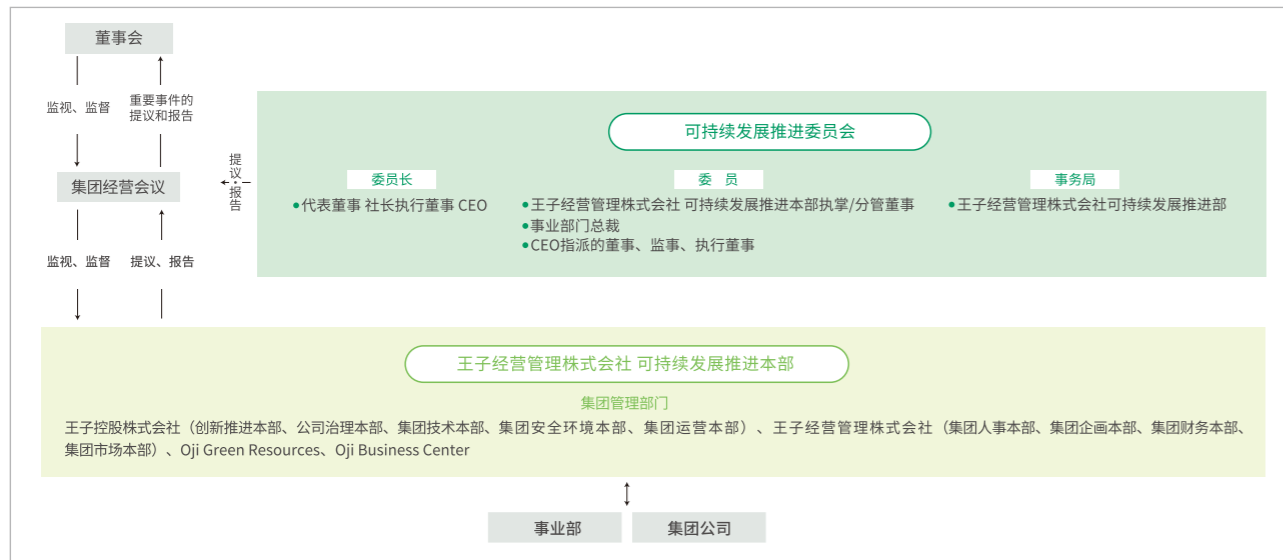 董事会
监视、监督
重要事件的
提议和报告
集团经营会议
提议・报告
监视、监督
提议、报告
可持续发展推进委员会
委员长
●代表董事 社长执行董事 CEO
委 员
●王子经营管理株式会社 可持续发展推进本部执掌/分管董事
●事业部门总裁
●CEO指派的董事、监事、执行董事
事务局
●王子经营管理株式会社可持续发展推进部
王子经营管理株式会社 可持续发展推进本部
集团管理部门
王子控股株式会社（创新推进本部、公司治理本部、集团技术本部、集团安全环境本部、集团运营本部）、王子经营管理株式会社（集团人事本部、集团企画本部、集团财务本部、
集团市场本部）、Oji Green Resources、Oji Business Center
事业部
集团公司